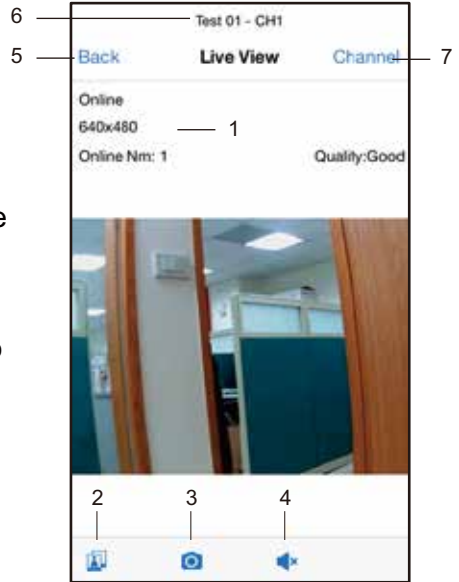 6 Test 01 - CH1
5 Back Live View Channel 7
Online
640x480 1
Online Nm: 1 Quality:Good
e
2 3 4